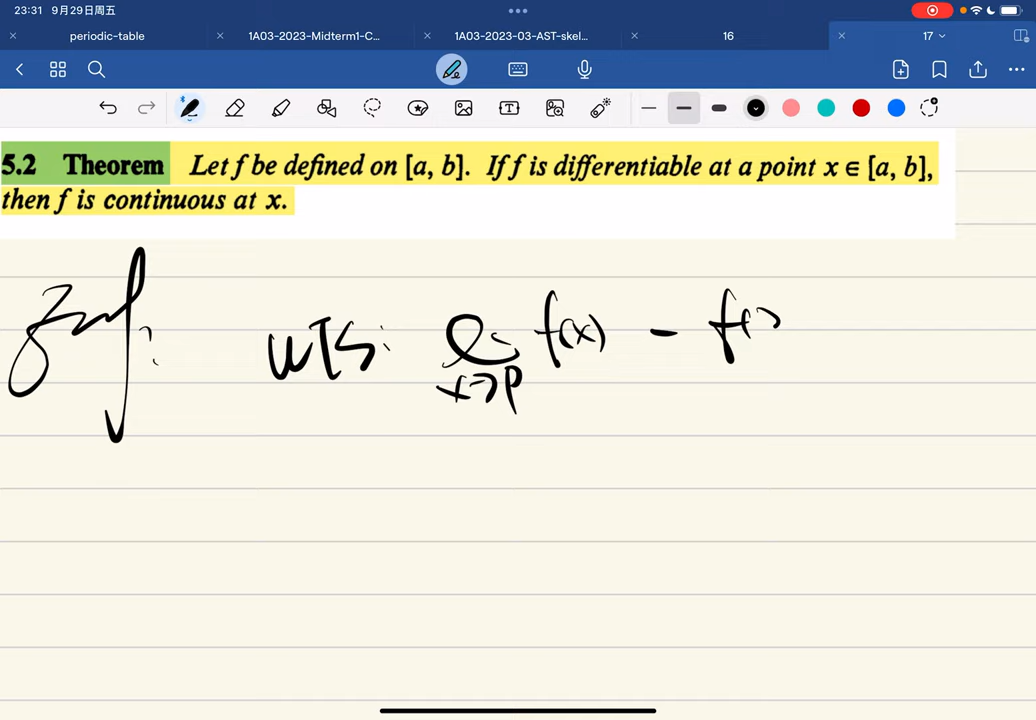 23:31 9月29日周五
periodic-table
1A03-2023-Midterm1-C...
1A03-2023-03-AST-skel...
16
17
5.2 Theorem Let f be defined on [a, b]. If f is differentiable at a point x ∈ [a, b],
then f is continuous at x.
WTS: f(x) - f(
x→p